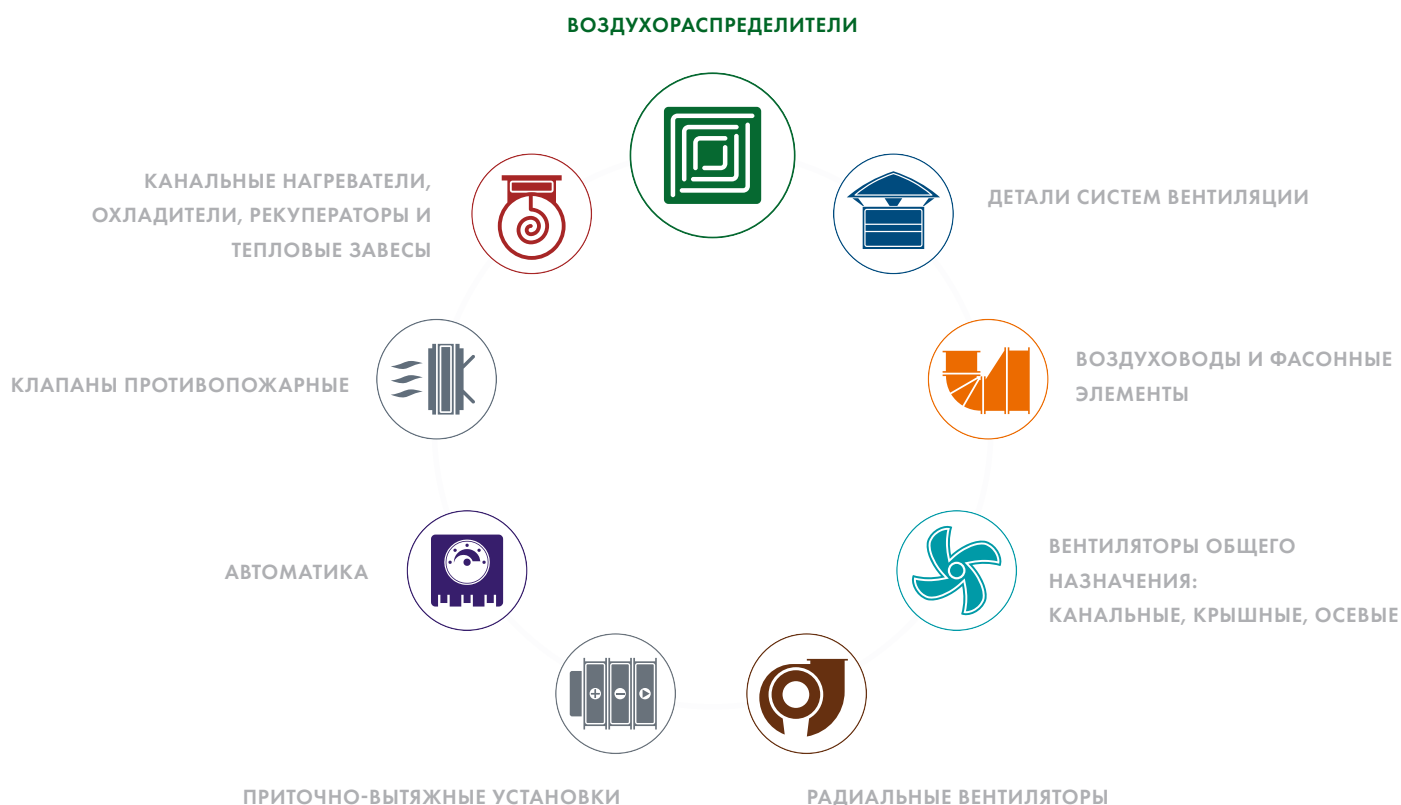 ВОЗДУХОРАСПРЕДЕЛИТЕЛИ
КАНАЛЬНЫЕ НАГРЕВАТЕЛИ,
ОХЛАДИТЕЛИ, РЕКУПЕРАТОРЫ И
ТЕПЛОВЫЕ ЗАВЕСЫ
ДЕТАЛИ СИСТЕМ ВЕНТИЛЯЦИИ
КЛАПАНЫ ПРОТИВОПОЖАРНЫЕ
ВОЗДУХОВОДЫ И ФАСОННЫЕ
ЭЛЕМЕНТЫ
АВТОМАТИКА
ВЕНТИЛЯТОРЫ ОБЩЕГО
НАЗНАЧЕНИЯ:
КАНАЛЬНЫЕ, КРЫШНЫЕ, ОСЕВЫЕ
ПРИТОЧНО-ВЫТЯЖНЫЕ УСТАНОВКИ
РАДИАЛЬНЫЕ ВЕНТИЛЯТОРЫ